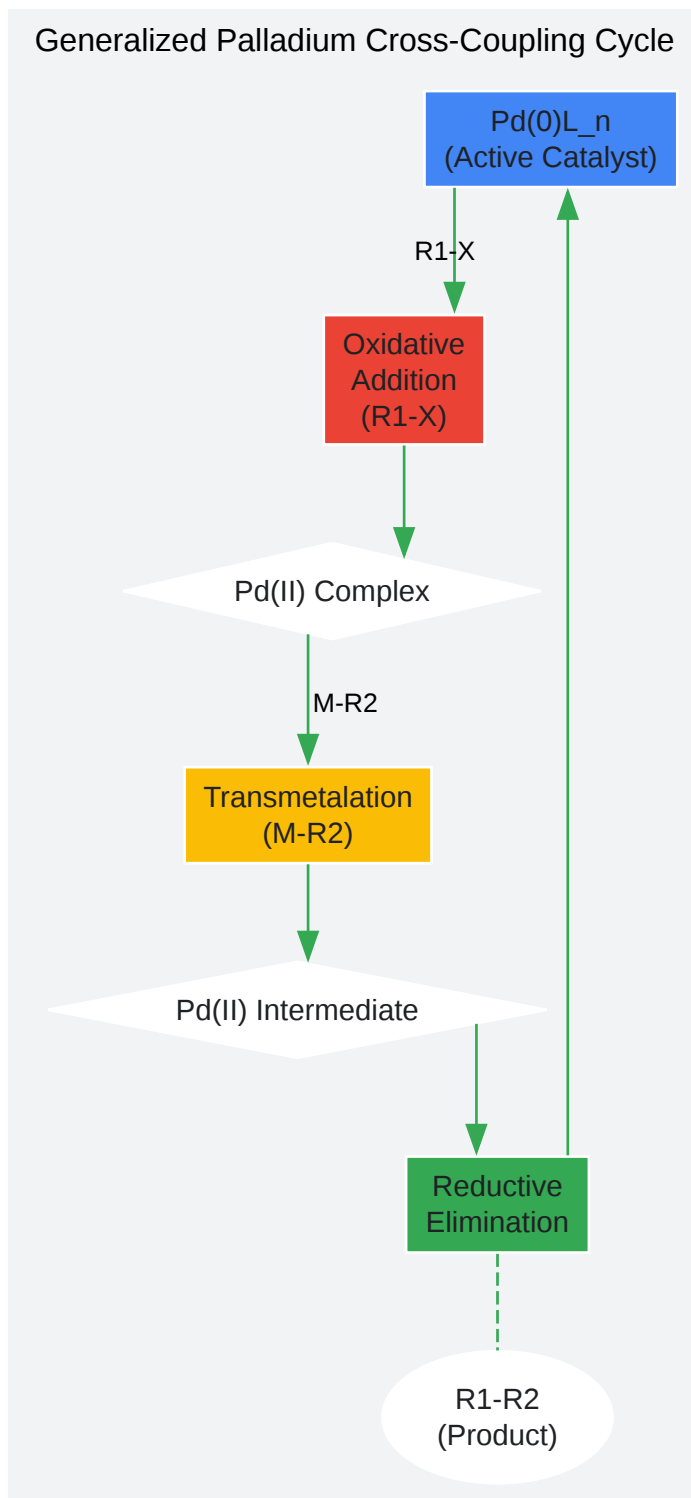 Generalized Palladium Cross-Coupling Cycle
Pd(0)L_n
(Active Catalyst)
R1-X
Oxidative
Addition
(R1-X)
Pd(II) Complex
M-R2
Transmetalation
(M-R2)
Pd(II) Intermediate
Reductive
Elimination
R1-R2
(Product)